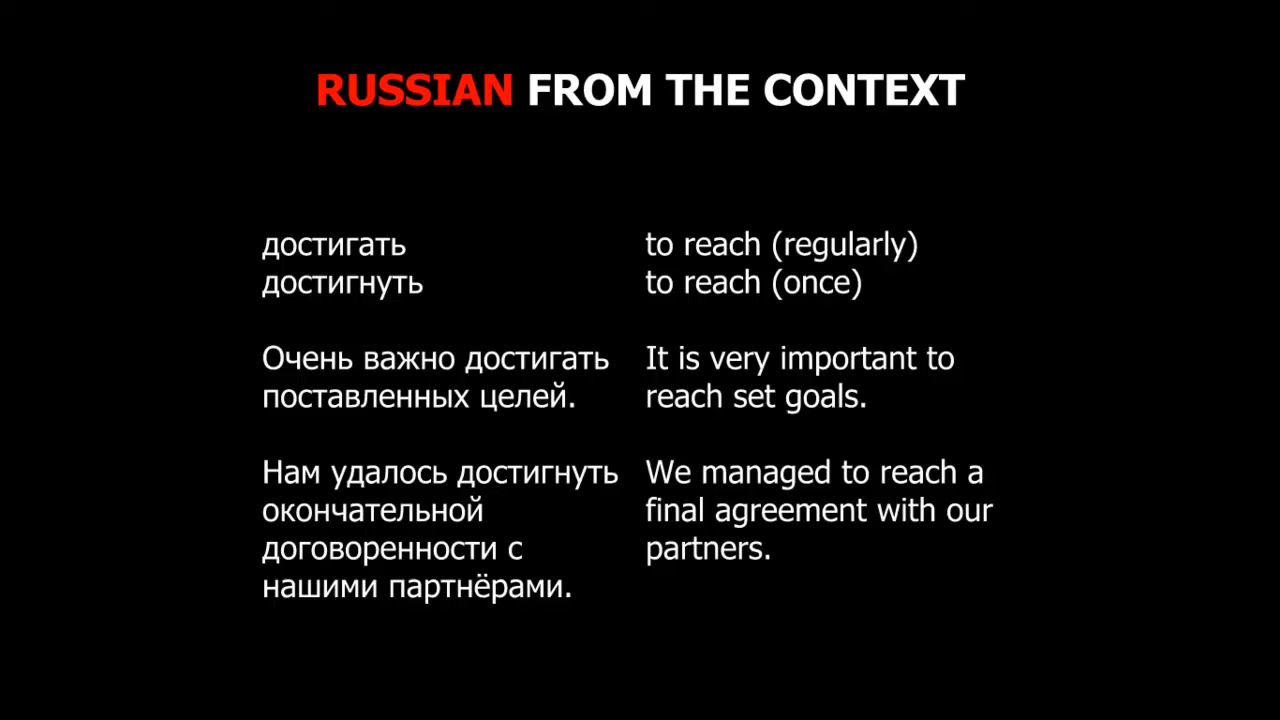 RUSSIAN FROM THE CONTEXT
достигать
достигнуть
to reach (regularly)
to reach (once)
Очень важно достигать
поставленных целей.
It is very important to
reach set goals.
Нам удалось достигнуть
окончательной
договоренности с
нашими партнёрами.
We managed to reach a
final agreement with our
partners.